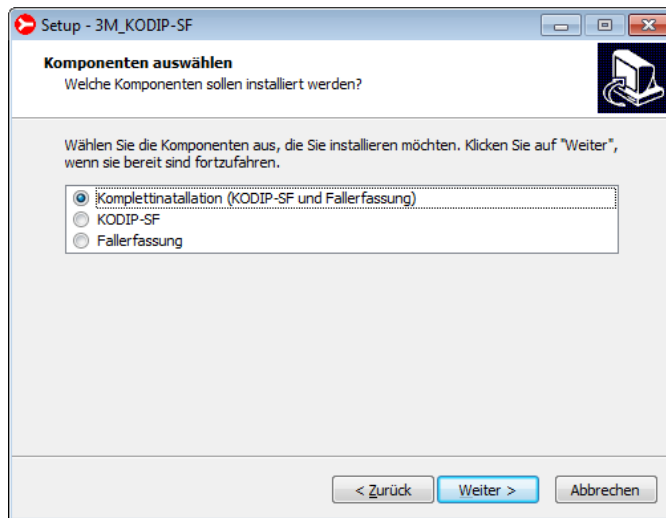 Setup - 3M_KODIP-SF
Komponenten auswählen
Welche Komponenten sollen installiert werden?
Wählen Sie die Komponenten aus, die Sie installieren möchten. Klicken Sie auf "Weiter",
wenn sie bereit sind fortzufahren.
Komplettinatallation (KODIP-SF und Fallerfassung)
KODIP-SF
Fallerfassung
< Zurück
Weiter >
Abbrechen